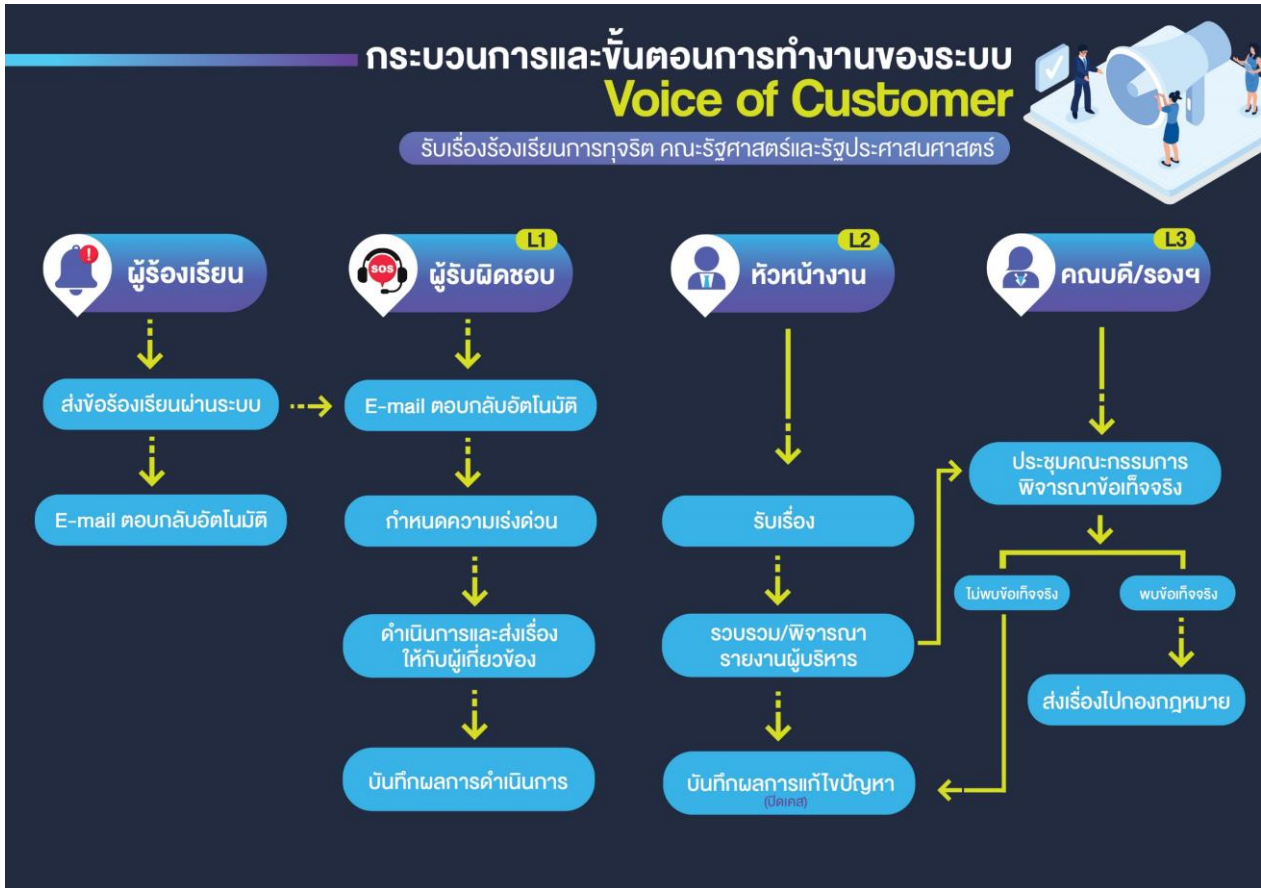 กระบวนการและขั้นตอนการทำงานของระบบ
Voice of Customer
รับเรื่องร้องเรียนการทุจริต คณะรัฐศาสตร์และรัฐประศาสนศาสตร์
ผู้ร้องเรียน
ส่งข้อร้องเรียนผ่านระบบ
E-mail ตอบกลับอัตโนมัติ
L1
SOS
ผู้รับผิดชอบ
E-mail ตอบกลับอัตโนมัติ
กำหนดความเร่งด่วน
ดำเนินการและส่งเรื่อง
ให้กับผู้เกี่ยวข้อง
บันทึกผลการดำเนินการ
L2
หัวหน้างาน
รับเรื่อง
รวบรวม/พิจารณา
รายงานผู้บริหาร
บันทึกผลการแก้ไขปัญหา
(ปิดเคส)
L3
คณบดี/รองฯ
ประชุมคณะกรรมการ
พิจารณาข้อเท็จจริง
ไม่พบข้อเท็จจริง
พบข้อเท็จจริง
ส่งเรื่องไปกองกฎหมาย